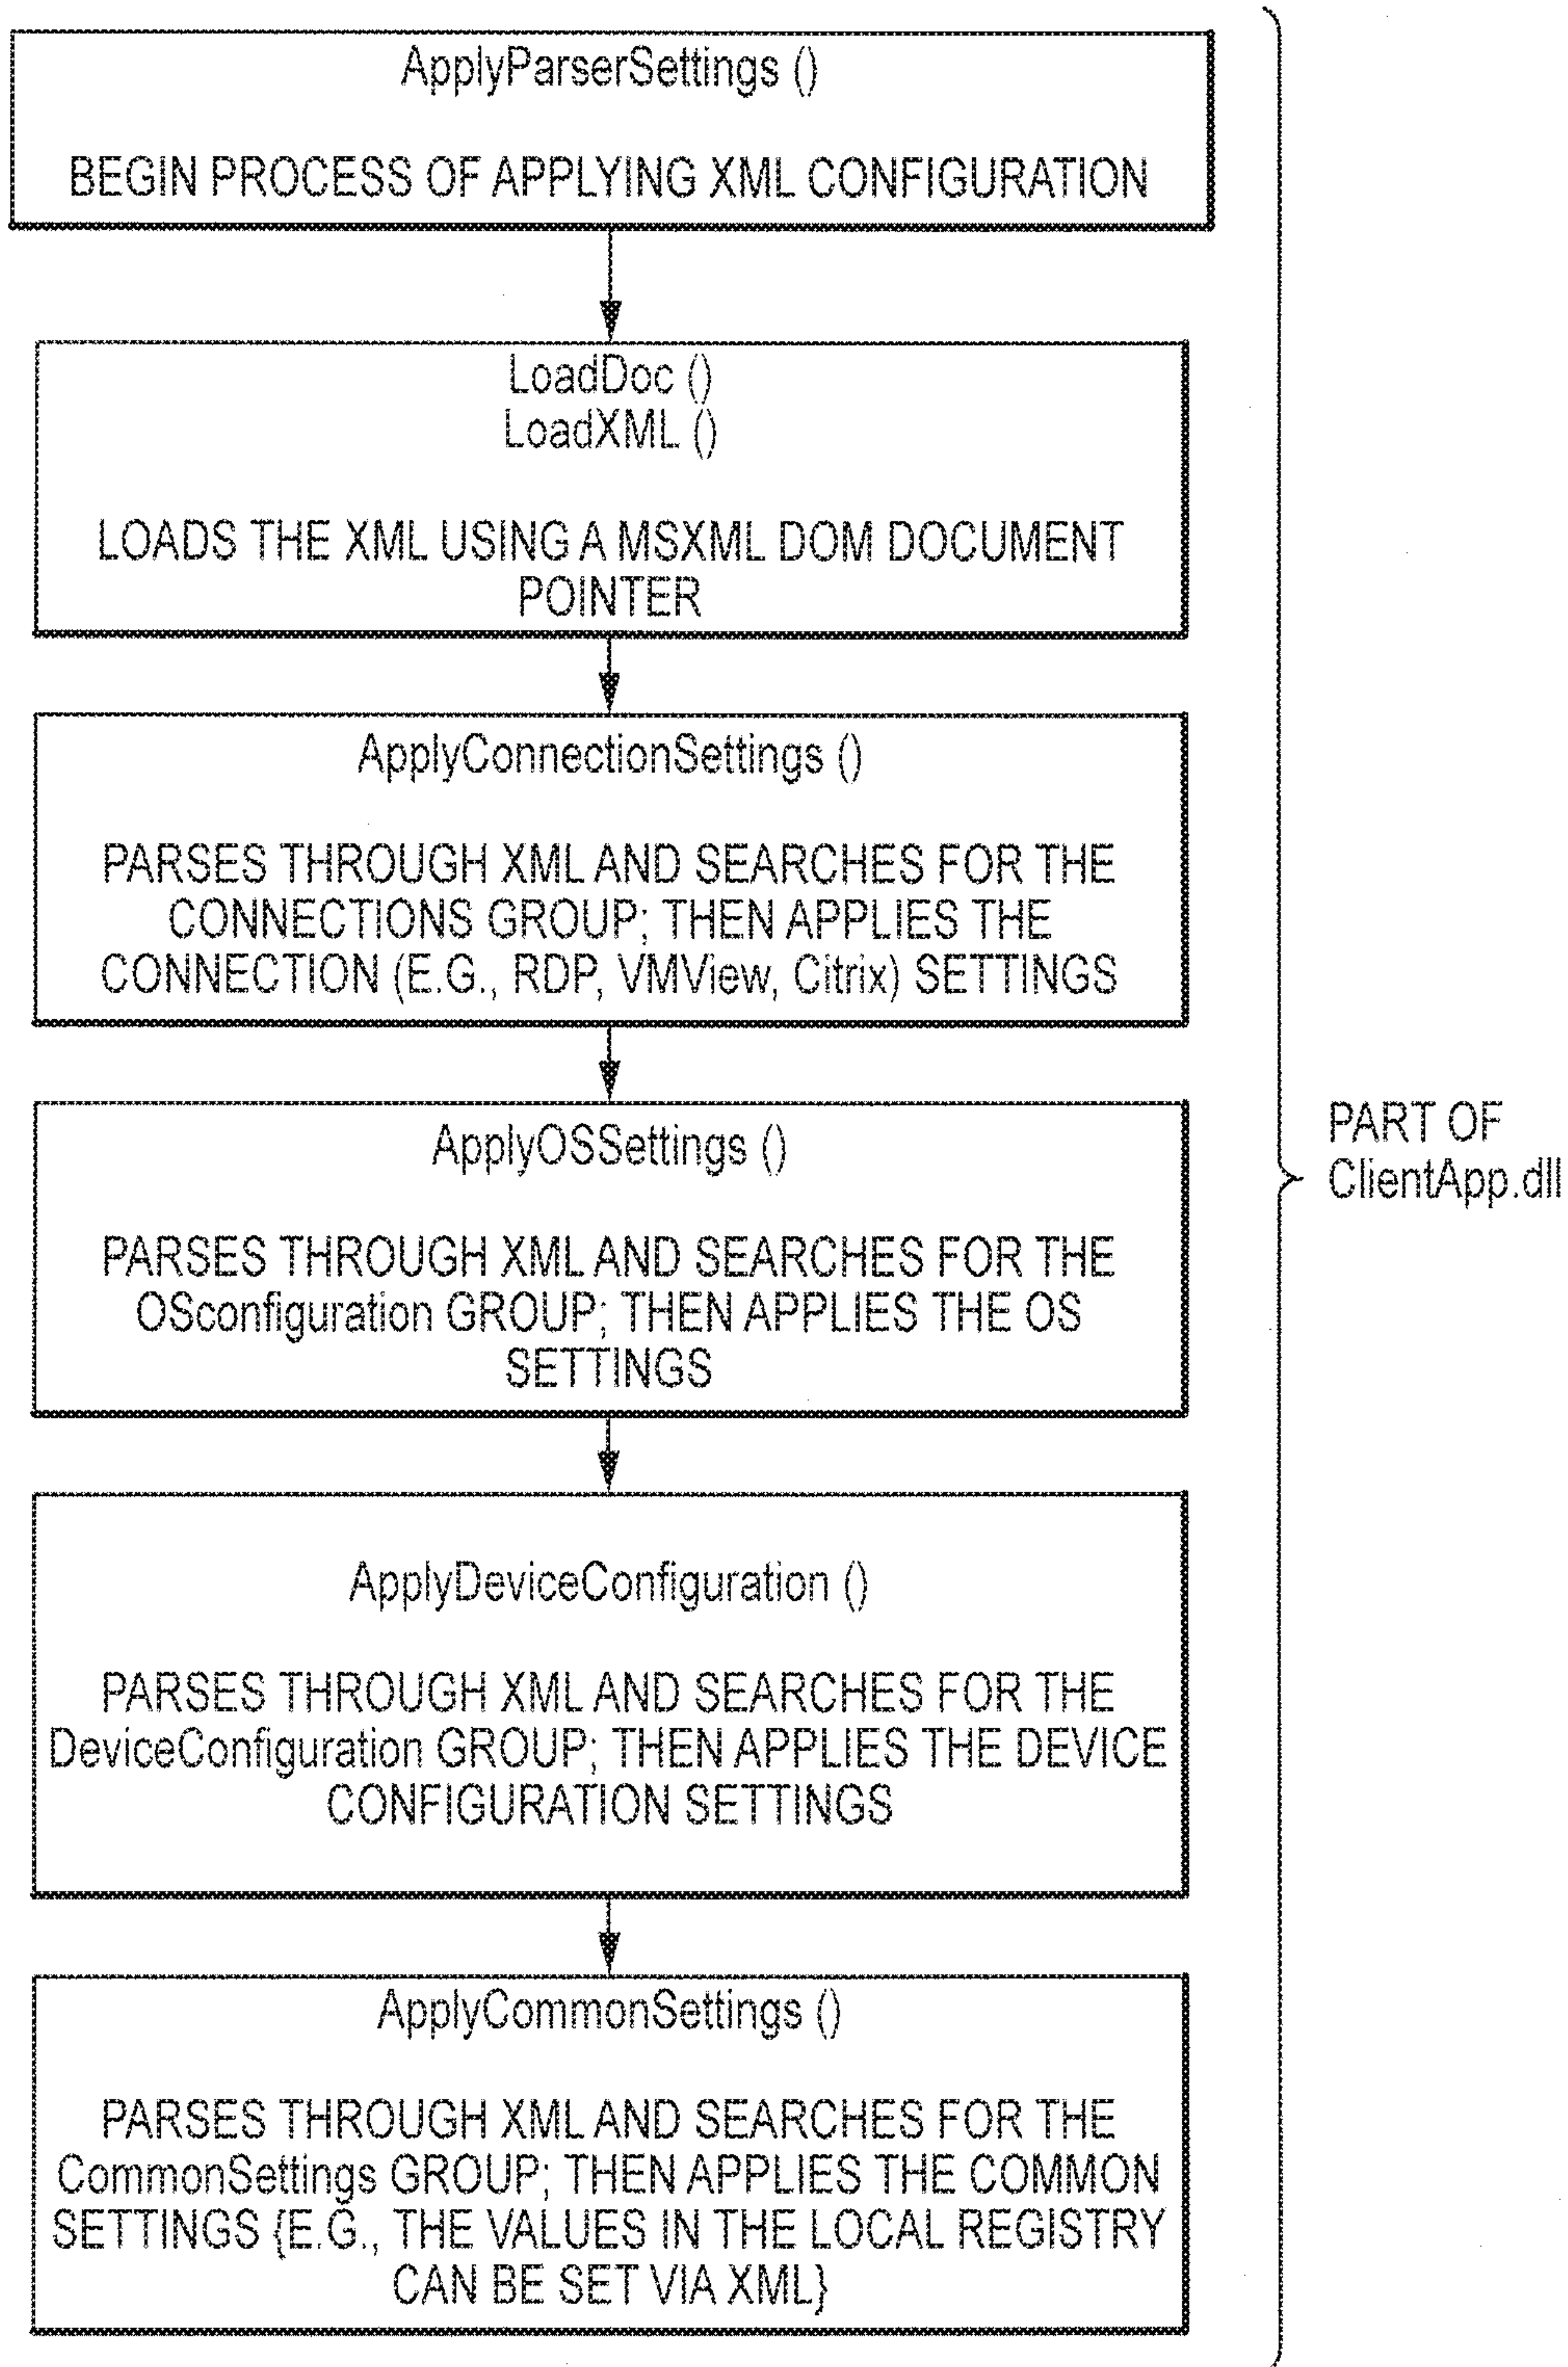 ApplyParserSettings ()
BEGIN PROCESS OF APPLYING XML CONFIGURATION
LoadDoc ()
LoadXML ()
LOADS THE XML USING A MSXML DOM DOCUMENT
POINTER
ApplyConnectionSettings ()
PARSES THROUGH XML AND SEARCHES FOR THE
CONNECTIONS GROUP; THEN APPLIES THE
CONNECTION (E.G., RDP, VMView, Citrix) SETTINGS
ApplyOSSettings ()
PARSES THROUGH XML AND SEARCHES FOR THE
OSconfiguration GROUP; THEN APPLIES THE OS
SETTINGS
ApplyDeviceConfiguration ()
PARSES THROUGH XML AND SEARCHES FOR THE
DeviceConfiguration GROUP; THEN APPLIES THE DEVICE
CONFIGURATION SETTINGS
ApplyCommonSettings ()
PARSES THROUGH XML AND SEARCHES FOR THE
CommonSettings GROUP; THEN APPLIES THE COMMON
SETTINGS {E.G., THE VALUES IN THE LOCAL REGISTRY
CAN BE SET VIA XML}
PART OF
ClientApp.dll